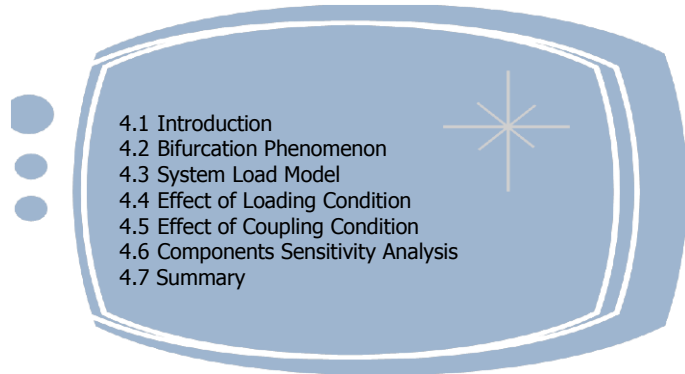 4.1 Introduction
4.2 Bifurcation Phenomenon
4.3 System Load Model
4.4 Effect of Loading Condition
4.5 Effect of Coupling Condition
4.6 Components Sensitivity Analysis
4.7 Summary